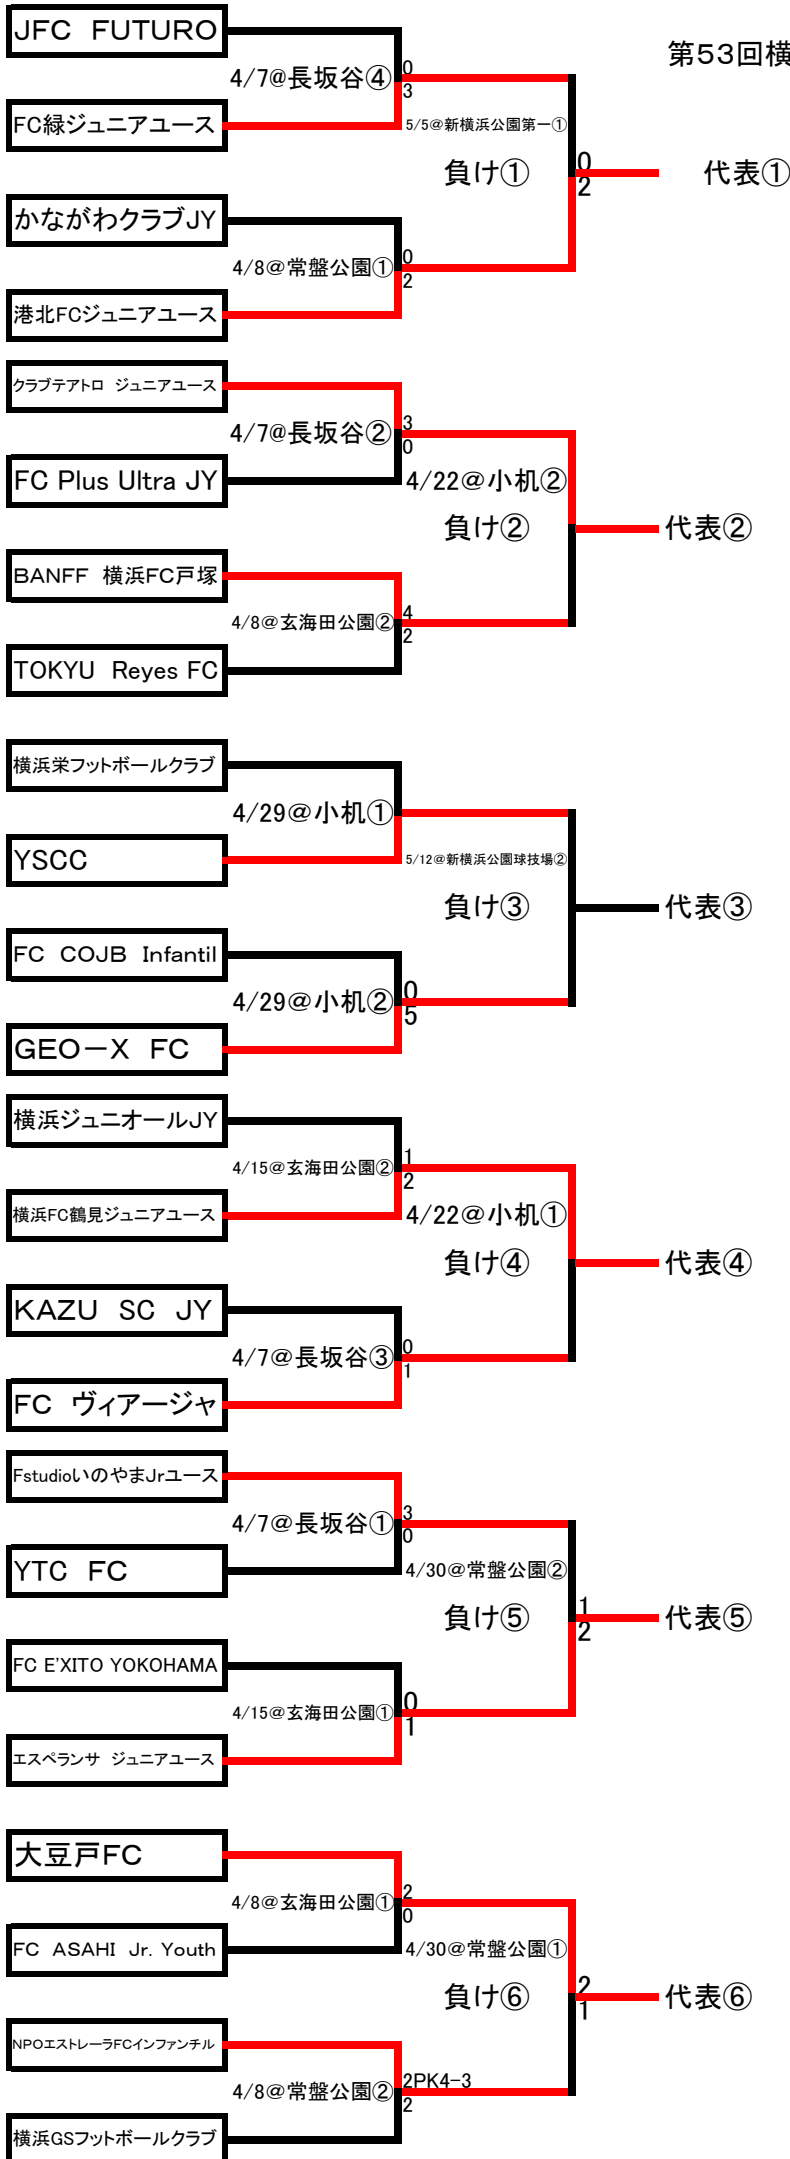 JFC FUTURO
第53回横
4/7@長坂谷④
0
3
FC緑ジュニアユース
5/5@新横浜公園第一①
負け①
0
2
代表①
かながわクラブJY
4/8@常盤公園①
0
2
港北FCジュニアユース
クラブテアトロ ジュニアユース
4/7@長坂谷②
3
0
FC Plus Ultra JY
4/22@小机②
負け②
代表②
BANFF 横浜FC戸塚
4/8@玄海田公園②
4
2
TOKYU Reyes FC
横浜栄フットボールクラブ
4/29@小机①
YSCC
5/12@新横浜公園球技場②
負け③
代表③
FC COJB Infantil
4/29@小机②
0
5
GEO－X FC
横浜ジュニオールJY
4/15@玄海田公園②
1
2
横浜FC鶴見ジュニアユース
4/22@小机①
負け④
代表④
KAZU SC JY
4/7@長坂谷③
0
1
FC ヴィアージャ
FstudioいのやまJrユース
4/7@長坂谷①
3
0
YTC FC
4/30@常盤公園②
負け⑤
1
2
代表⑤
FC E'XITO YOKOHAMA
4/15@玄海田公園①
0
1
エスペランサ ジュニアユース
大豆戸FC
4/8@玄海田公園①
2
0
FC ASAHI Jr. Youth
4/30@常盤公園①
負け⑥
2
1
代表⑥
NPOエストレーラFCインファンチル
4/8@常盤公園②
2PK4-3
2
横浜GSフットボールクラブ